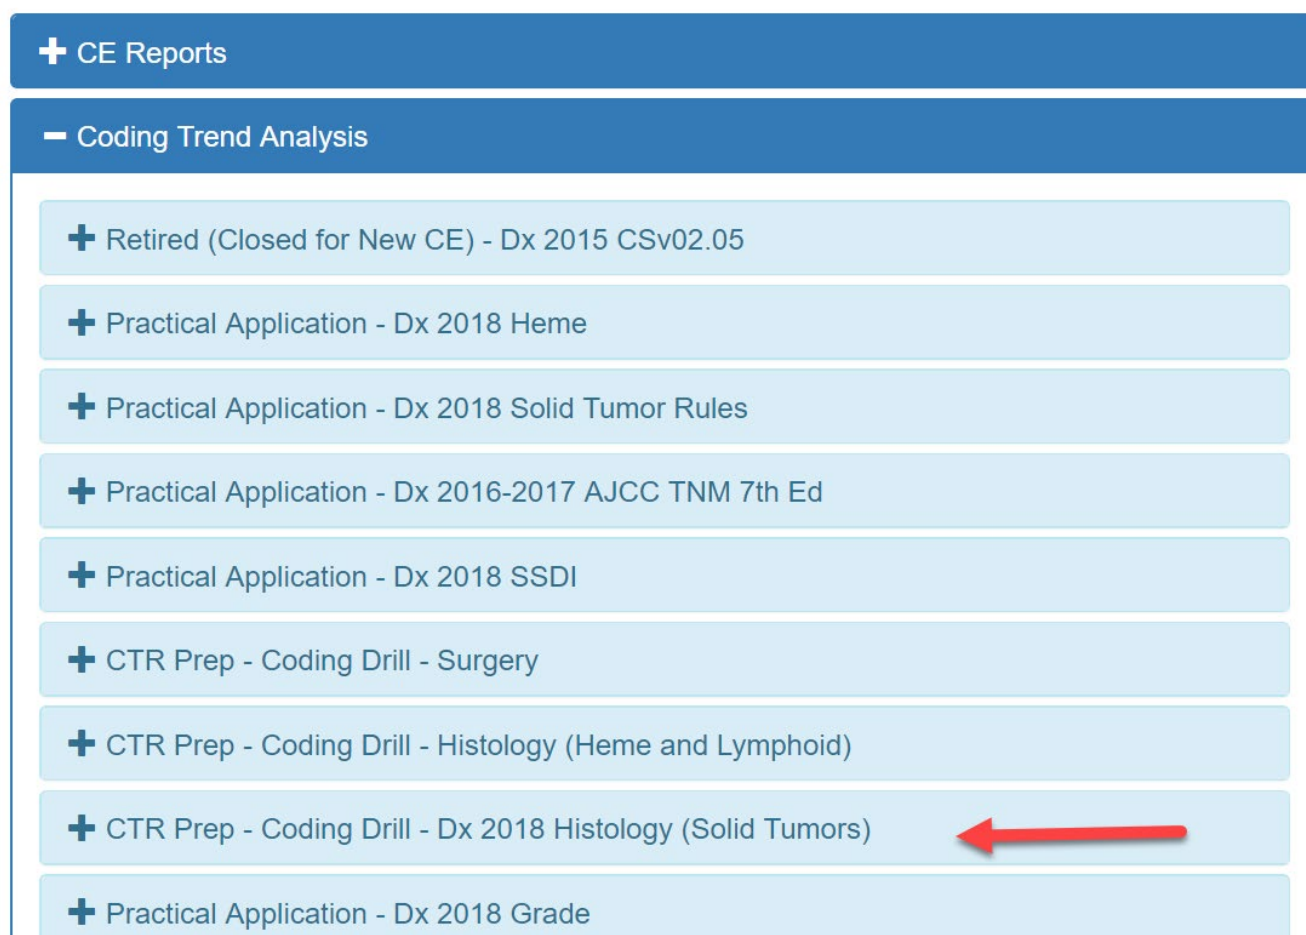 CE Reports
Coding Trend Analysis
Retired (Closed for New CE) - Dx 2015 CSv02.05
Practical Application - Dx 2018 Heme
Practical Application - Dx 2018 Solid Tumor Rules
Practical Application - Dx 2016-2017 AJCC TNM 7th Ed
Practical Application - Dx 2018 SSDI
CTR Prep - Coding Drill - Surgery
CTR Prep - Coding Drill - Histology (Heme and Lymphoid)
CTR Prep - Coding Drill - Dx 2018 Histology (Solid Tumors)
Practical Application - Dx 2018 Grade